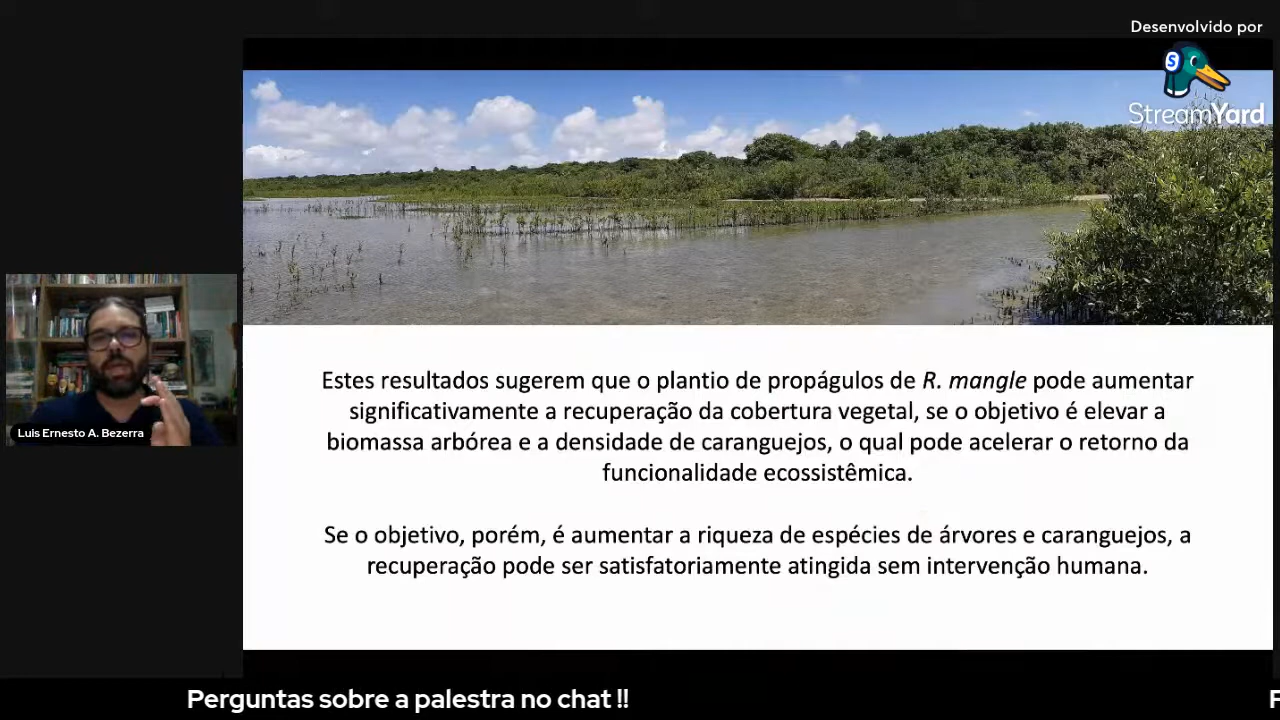 Desenvolvido por
S
StreamYard
Estes resultados sugerem que o plantio de propágulos de R. mangle pode aumentar
significativamente a recuperação da cobertura vegetal, se o objetivo é elevar a
biomassa arbórea e a densidade de caranguejos, o qual pode acelerar o retorno da
funcionalidade ecossistêmica.
Se o objetivo, porém, é aumentar a riqueza de espécies de árvores e caranguejos, a
recuperação pode ser satisfatoriamente atingida sem intervenção humana.
Luis Ernesto A. Bezerra
Perguntas sobre a palestra no chat !!